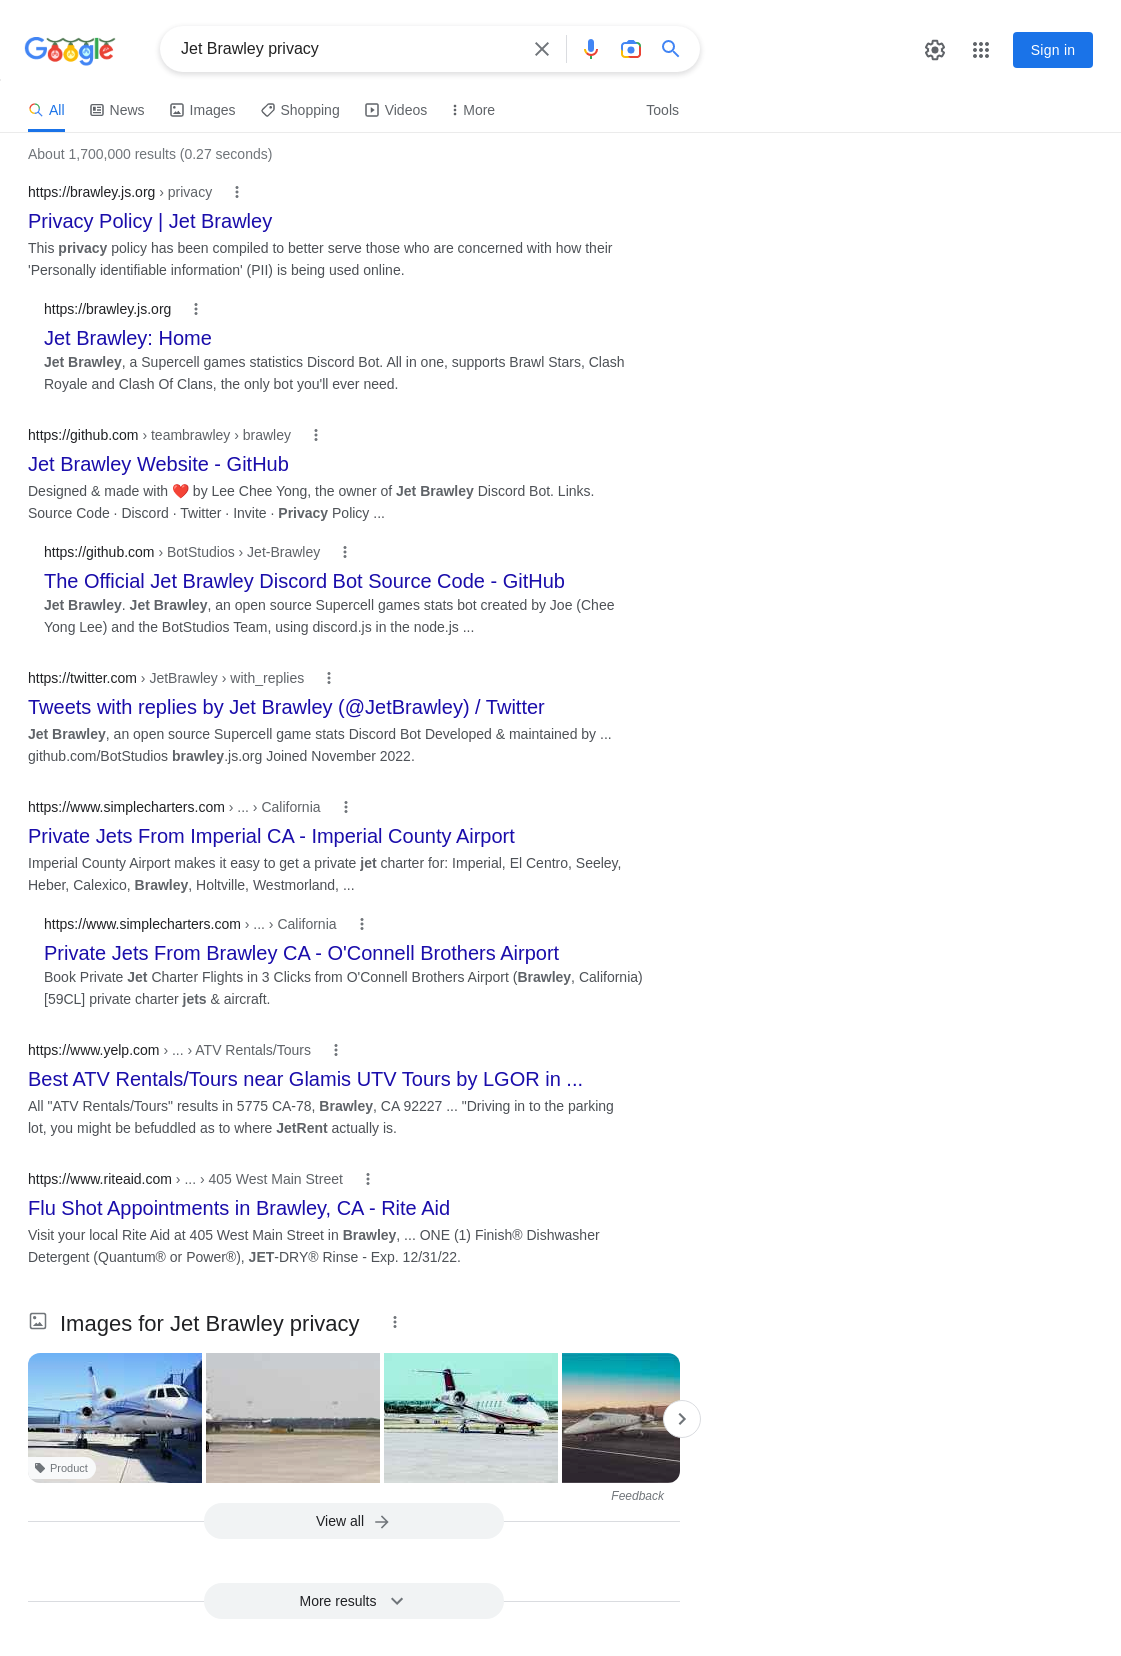 Google
Jet Brawley privacy
Sign in
All
News
Images
Shopping
Videos
More
Tools
About 1,700,000 results (0.27 seconds)
https://brawley.js.org › privacy
Privacy Policy | Jet Brawley
This privacy policy has been compiled to better serve those who are concerned with how their
'Personally identifiable information' (PII) is being used online.
https://brawley.js.org
Jet Brawley: Home
Jet Brawley, a Supercell games statistics Discord Bot. All in one, supports Brawl Stars, Clash
Royale and Clash Of Clans, the only bot you'll ever need.
https://github.com › teambrawley › brawley
Jet Brawley Website - GitHub
Designed & made with ❤️ by Lee Chee Yong, the owner of Jet Brawley Discord Bot. Links.
Source Code · Discord · Twitter · Invite · Privacy Policy ...
https://github.com › BotStudios › Jet-Brawley
The Official Jet Brawley Discord Bot Source Code - GitHub
Jet Brawley. Jet Brawley, an open source Supercell games stats bot created by Joe (Chee
Yong Lee) and the BotStudios Team, using discord.js in the node.js ...
https://twitter.com › JetBrawley › with_replies
Tweets with replies by Jet Brawley (@JetBrawley) / Twitter
Jet Brawley, an open source Supercell game stats Discord Bot Developed & maintained by ...
github.com/BotStudios brawley.js.org Joined November 2022.
https://www.simplecharters.com › ... › California
Private Jets From Imperial CA - Imperial County Airport
Imperial County Airport makes it easy to get a private jet charter for: Imperial, El Centro, Seeley,
Heber, Calexico, Brawley, Holtville, Westmorland, ...
https://www.simplecharters.com › ... › California
Private Jets From Brawley CA - O'Connell Brothers Airport
Book Private Jet Charter Flights in 3 Clicks from O'Connell Brothers Airport (Brawley, California)
[59CL] private charter jets & aircraft.
https://www.yelp.com › ... › ATV Rentals/Tours
Best ATV Rentals/Tours near Glamis UTV Tours by LGOR in ...
All "ATV Rentals/Tours" results in 5775 CA-78, Brawley, CA 92227 ... "Driving in to the parking
lot, you might be befuddled as to where JetRent actually is.
https://www.riteaid.com › ... › 405 West Main Street
Flu Shot Appointments in Brawley, CA - Rite Aid
Visit your local Rite Aid at 405 West Main Street in Brawley, ... ONE (1) Finish® Dishwasher
Detergent (Quantum® or Power®), JET-DRY® Rinse - Exp. 12/31/22.
Images for Jet Brawley privacy
Product
Feedback
View all
More results